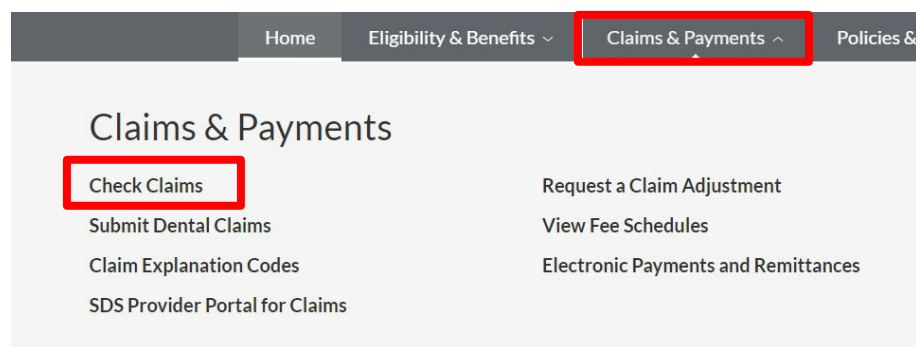 Home Eligibility & Benefits Claims & Payments Policies &
Claims & Payments
Check Claims
Submit Dental Claims
Claim Explanation Codes
SDS Provider Portal for Claims
Request a Claim Adjustment
View Fee Schedules
Electronic Payments and Remittances